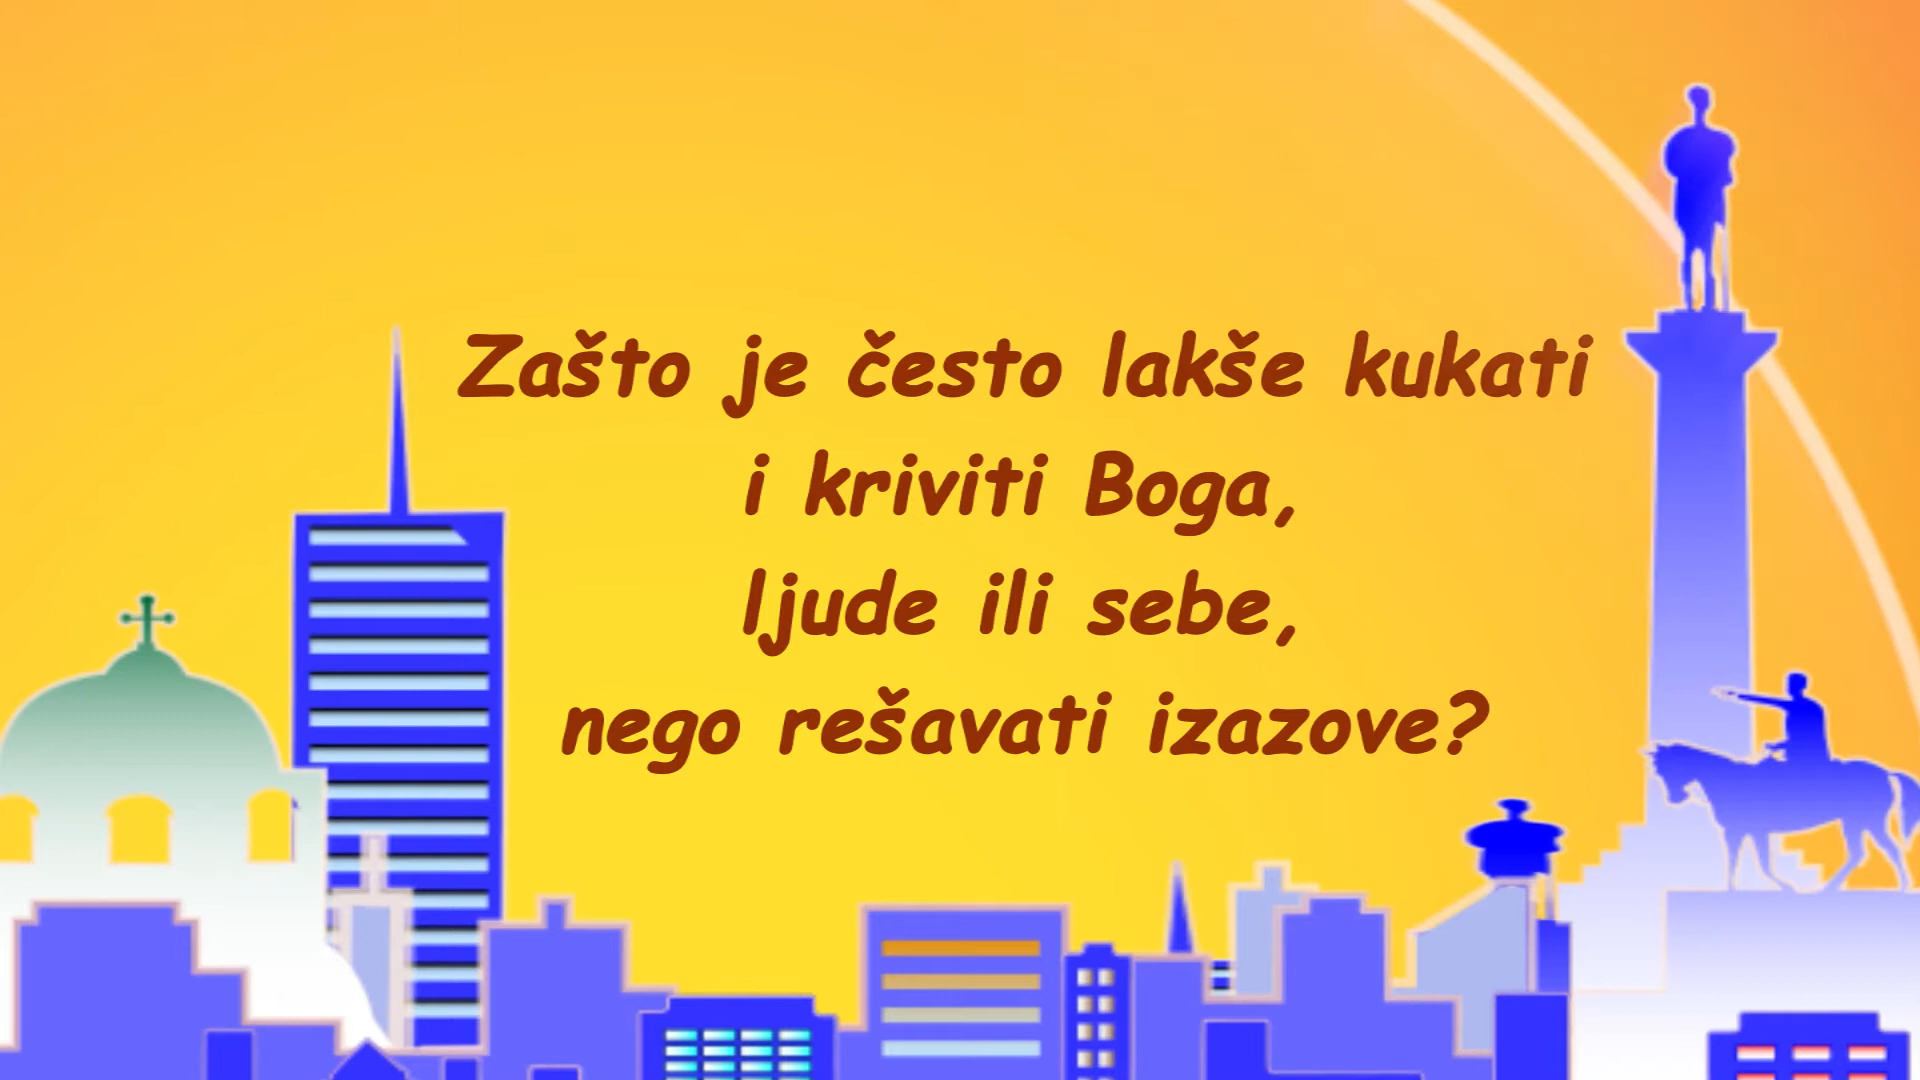 Zašto je često lakše kukati
i kriviti Boga,
ljude ili sebe,
nego rešavati izazove?